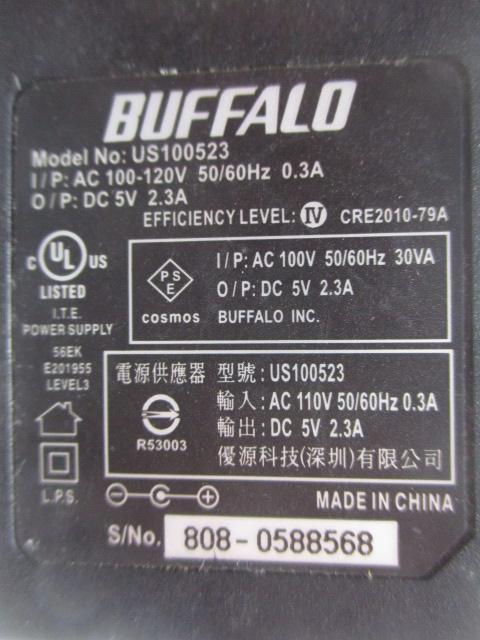 BUFFALO
Model No: US100523
I/P: AC 100-120V 50/60Hz 0.3A
O/P: DC 5V 2.3A
EFFICIENCY LEVEL: IV CRE2010-79A
C UL US
LISTED
I.T.E.
POWER SUPPLY
56EK
E201955
LEVEL3
L.P.S.
PS
E
cosmos
I/P: AC 100V 50/60Hz 30VA
O/P: DC 5V 2.3A
BUFFALO INC.
電源供應器 型號: US100523
輸入: AC 110V 50/60Hz 0.3A
輸出: DC 5V 2.3A
優源科技(深圳)有限公司
R53003
MADE IN CHINA
S/No. 808-0588568